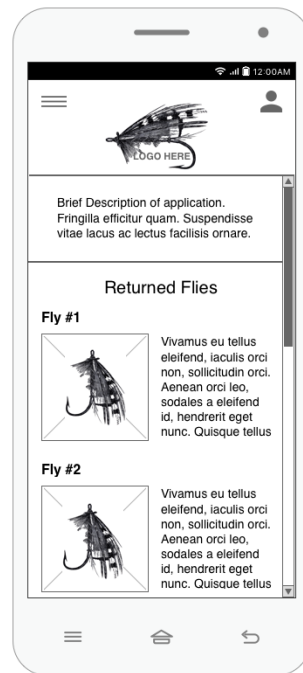 12:00AM
LOGO HERE
Brief Description of application.
Fringilla efficitur quam. Suspendisse
vitae lacus ac lectus facilisis ornare.
Returned Flies
Fly #1
Vivamus eu tellus
eleifend, iaculis orci
non, sollicitudin orci.
Aenean orci leo,
sodales a eleifend
id, hendrerit eget
nunc. Quisque tellus
Fly #2
Vivamus eu tellus
eleifend, iaculis orci
non, sollicitudin orci.
Aenean orci leo,
sodales a eleifend
id, hendrerit eget
nunc. Quisque tellus